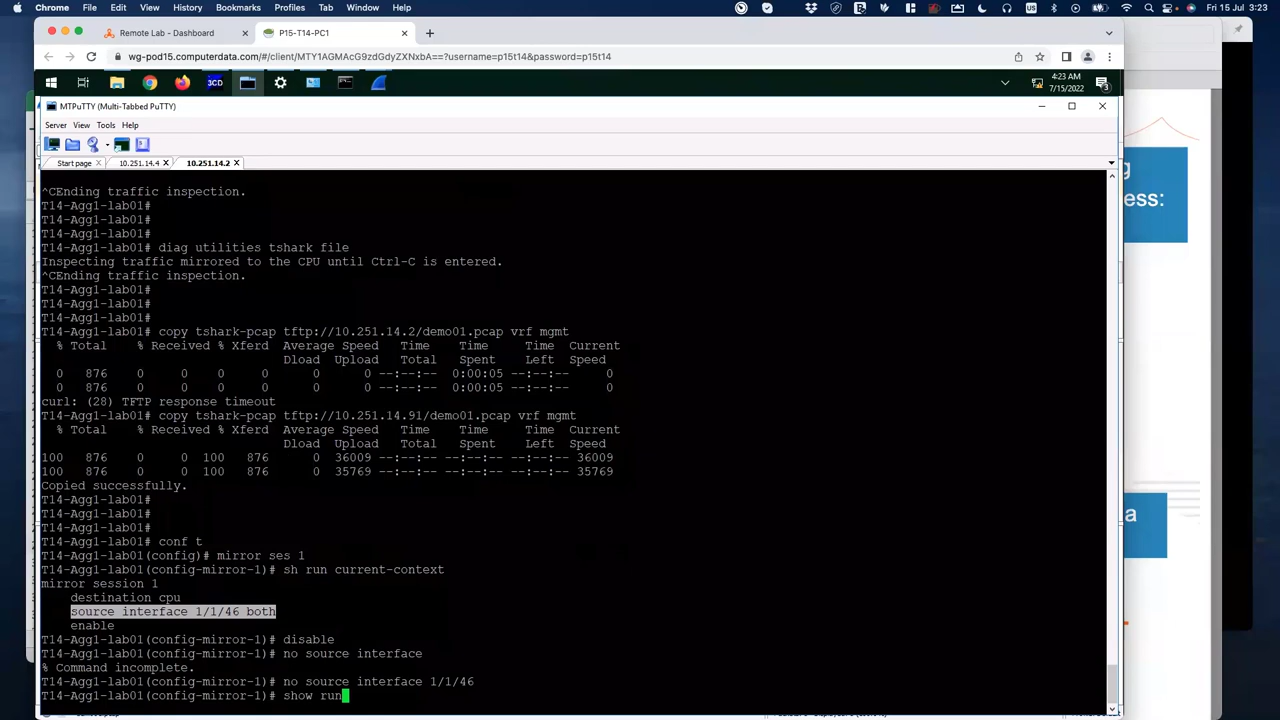 Chrome File Edit View History Bookmarks Profiles Tab Window Help Fri 15 Jul 3:23
Remote Lab - Dashboard P15-T14-PC1
wg-pod15.computerdata.com/#/client/MTY1AGMAcG9zdGdyZXNxbA==?username=p15t14&password=p15t14
4:23 AM
7/15/2022
MTPuTTY (Multi-Tabbed PuTTY)
Server View Tools Help
Start page 10.251.14.4 10.251.14.2
^CEnding traffic inspection.
T14-Agg1-lab01#
T14-Agg1-lab01#
T14-Agg1-lab01#
T14-Agg1-lab01# diag utilities tshark file
Inspecting traffic mirrored to the CPU until Ctrl-C is entered.
^CEnding traffic inspection.
T14-Agg1-lab01#
T14-Agg1-lab01#
T14-Agg1-lab01#
T14-Agg1-lab01# copy tshark-pcap tftp://10.251.14.2/demo01.pcap vrf mgmt
% Total % Received % Xferd Average Speed Time Time Time Current
Dload Upload Total Spent Left Speed
0 876 0 0 0 0 0 0 --:--:-- 0:00:05 --:--:-- 0
0 876 0 0 0 0 0 0 --:--:-- 0:00:05 --:--:-- 0
curl: (28) TFTP response timeout
T14-Agg1-lab01# copy tshark-pcap tftp://10.251.14.91/demo01.pcap vrf mgmt
% Total % Received % Xferd Average Speed Time Time Time Current
Dload Upload Total Spent Left Speed
100 876 0 0 100 876 0 36009 --:--:-- --:--:-- --:--:-- 36009
100 876 0 0 100 876 0 35769 --:--:-- --:--:-- --:--:-- 35769
Copied successfully.
T14-Agg1-lab01#
T14-Agg1-lab01#
T14-Agg1-lab01#
T14-Agg1-lab01# conf t
T14-Agg1-lab01(config)# mirror ses 1
T14-Agg1-lab01(config-mirror-1)# sh run current-context
mirror session 1
destination cpu
source interface 1/1/46 both
enable
T14-Agg1-lab01(config-mirror-1)# disable
T14-Agg1-lab01(config-mirror-1)# no source interface
% Command incomplete.
T14-Agg1-lab01(config-mirror-1)# no source interface 1/1/46
T14-Agg1-lab01(config-mirror-1)# show run
g
ess:
a